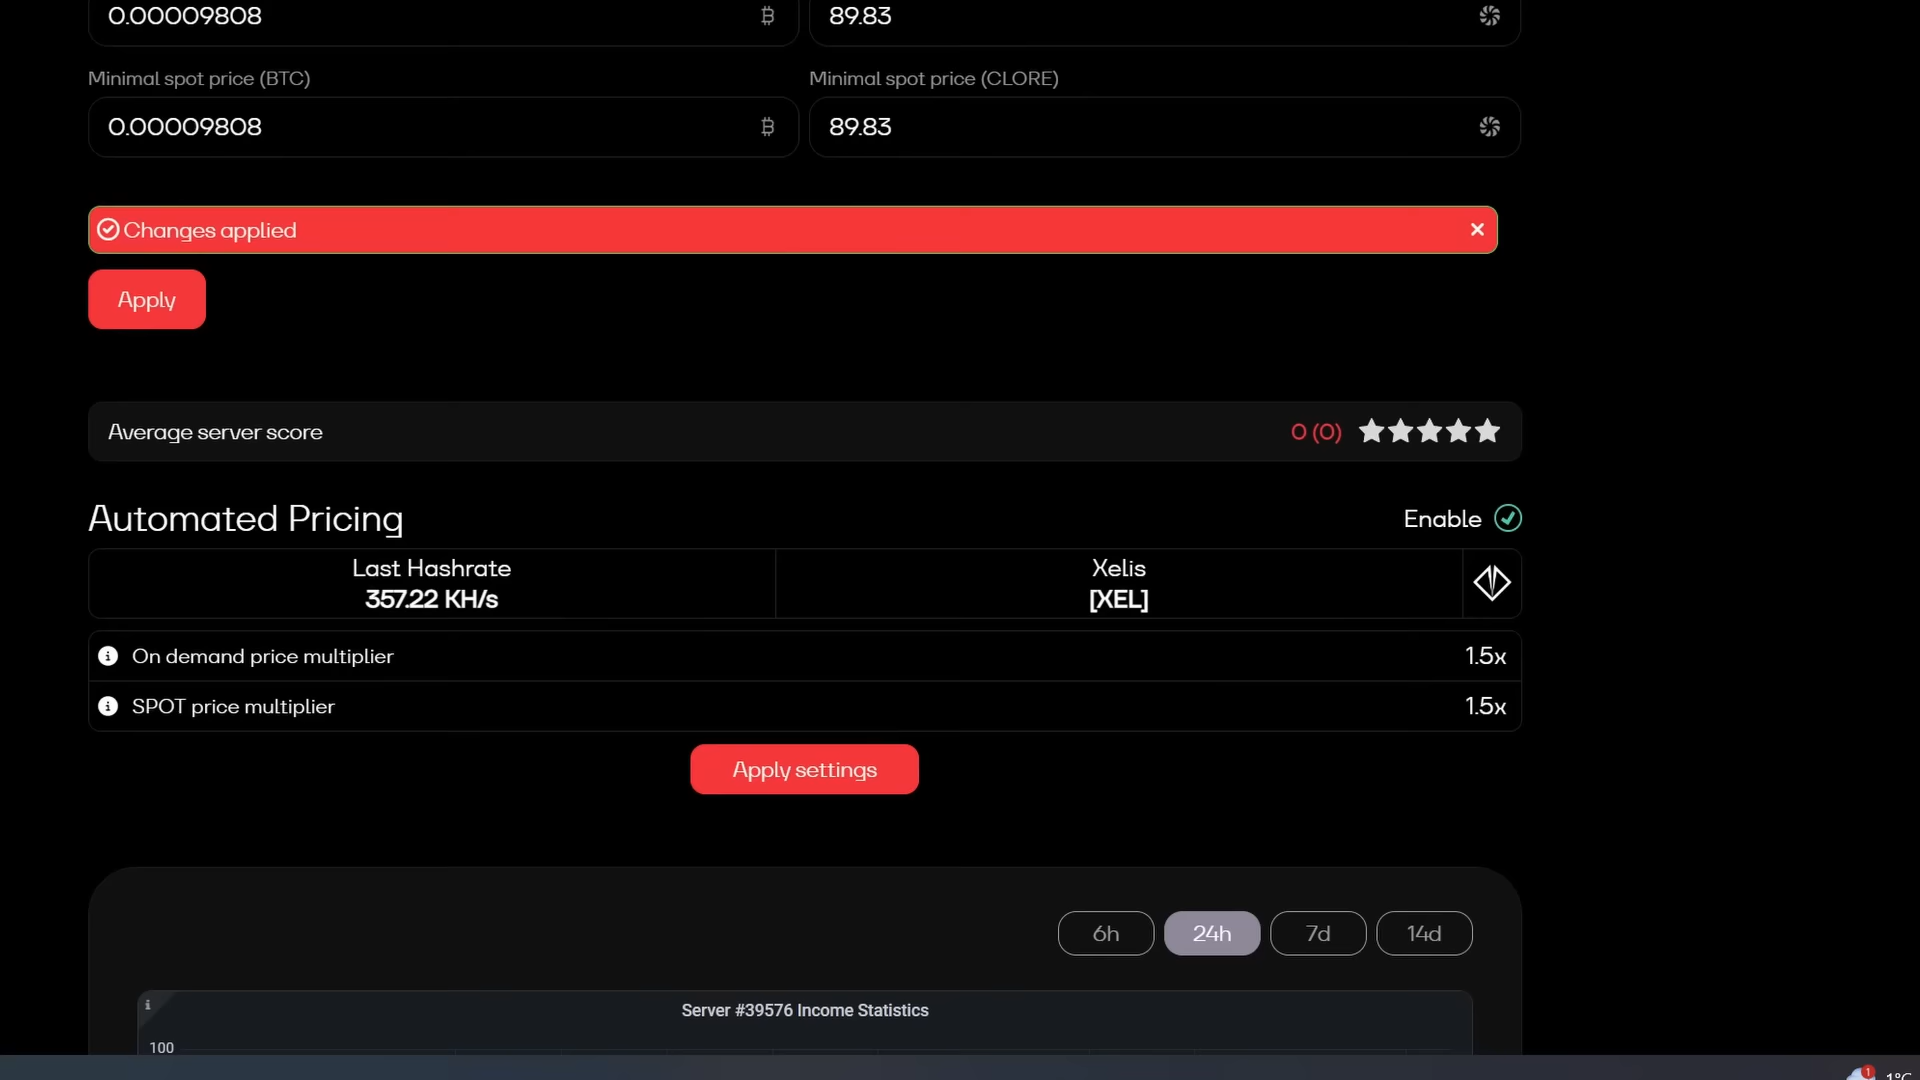 0.00009808 89.83
Minimal spot price (BTC) Minimal spot price (CLORE)
0.00009808 89.83
Changes applied
Apply
Average server score 0 (0)
Automated Pricing Enable
Last Hashrate Xelis
357.22 KH/s [XEL]
On demand price multiplier 1.5x
SPOT price multiplier 1.5x
Apply settings
6h 24h 7d 14d
Server #39576 Income Statistics
100
1